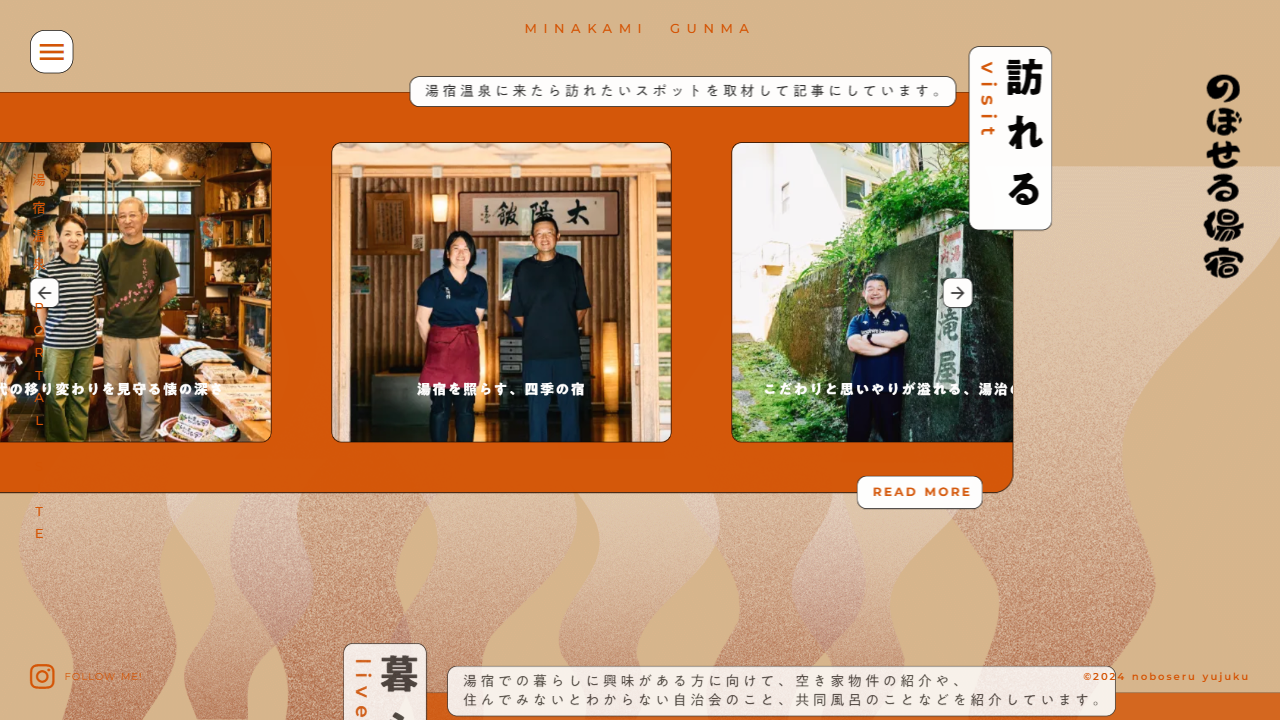 MINAKAMI GUNMA
訪れる
visit
湯宿温泉に来たら訪れたいスポットを取材して記事にしています。
のぼせる湯宿
太陽館
内湯
大滝屋
の移り変わりを見守る懐の深さ
湯宿を照らす、四季の宿
こだわりと思いやりが溢れる、湯治
READ MORE
TE
暮
live
湯宿での暮らしに興味がある方に向けて、空き家物件の紹介や、
住んでみないとわからない自治会のこと、共同風呂のことなどを紹介しています。
FOLLOW ME!
©2024 noboseru yujuku